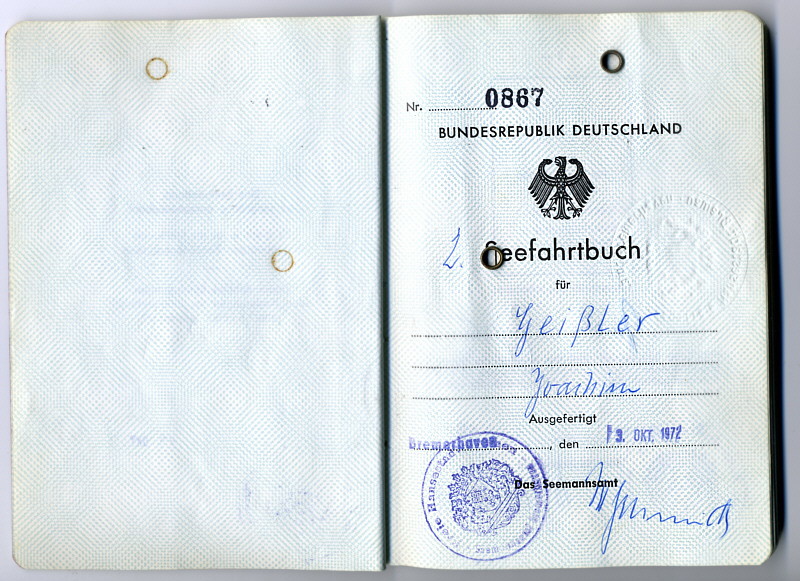 Nr. 0867
BUNDESREPUBLIK DEUTSCHLAND
2. Seefahrtbuch
für
Geißler
Joachim
Ausgefertigt
Bremerhaven, den 13. OKT. 1972
Das Seemannsamt